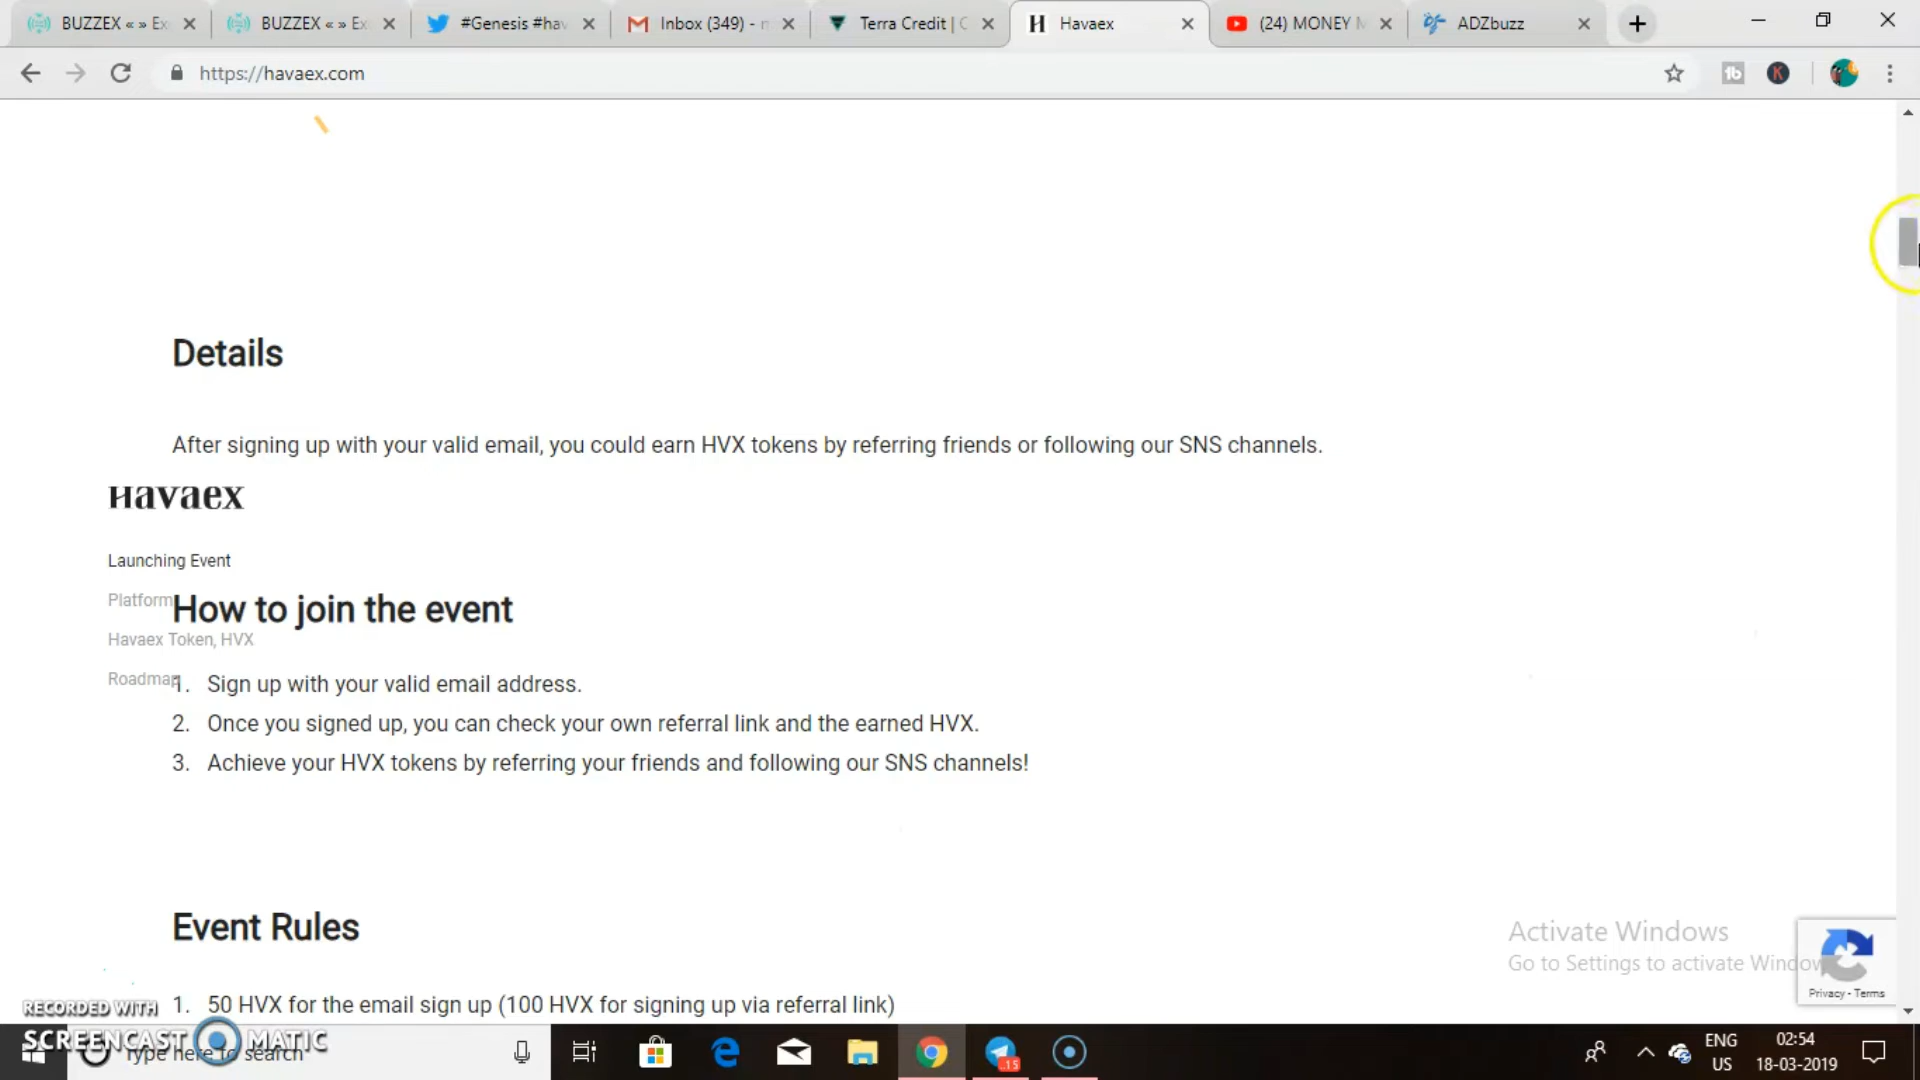 BUZZEX « » Ex
BUZZEX « » Ex
#Genesis #hav
Inbox (349) -
Terra Credit | C
Havaex
(24) MONEY M
ADZbuzz
https://havaex.com
Details
After signing up with your valid email, you could earn HVX tokens by referring friends or following our SNS channels.
Havaex
Launching Event
Platform
How to join the event
Havaex Token, HVX
Roadmap
1. Sign up with your valid email address.
2. Once you signed up, you can check your own referral link and the earned HVX.
3. Achieve your HVX tokens by referring your friends and following our SNS channels!
Event Rules
1. 50 HVX for the email sign up (100 HVX for signing up via referral link)
Activate Windows
Go to Settings to activate Window
Privacy - Terms
RECORDED WITH
SCREENCAST MATIC
Type here to search
15
ENG
US
02:54
18-03-2019